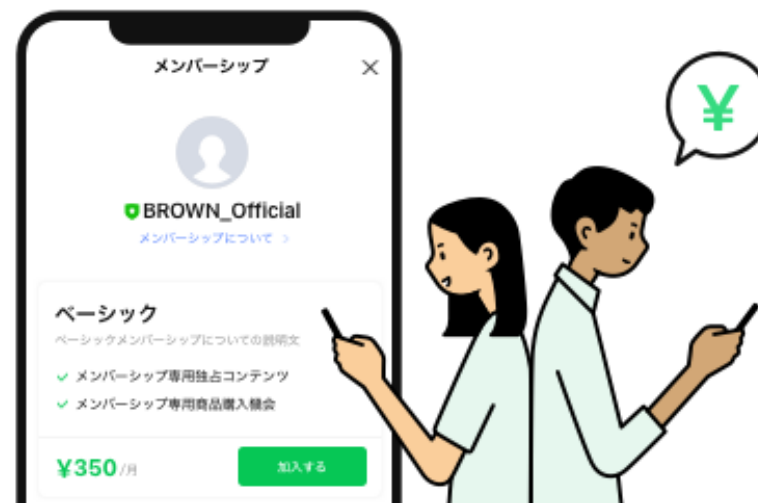 メンバーシップ
BROWN_Official
メンバーシップについて
ベーシック
ベーシックメンバーシップについての説明文
メンバーシップ専用独占コンテンツ
メンバーシップ専用商品購入機会
¥350/月
加入する
¥